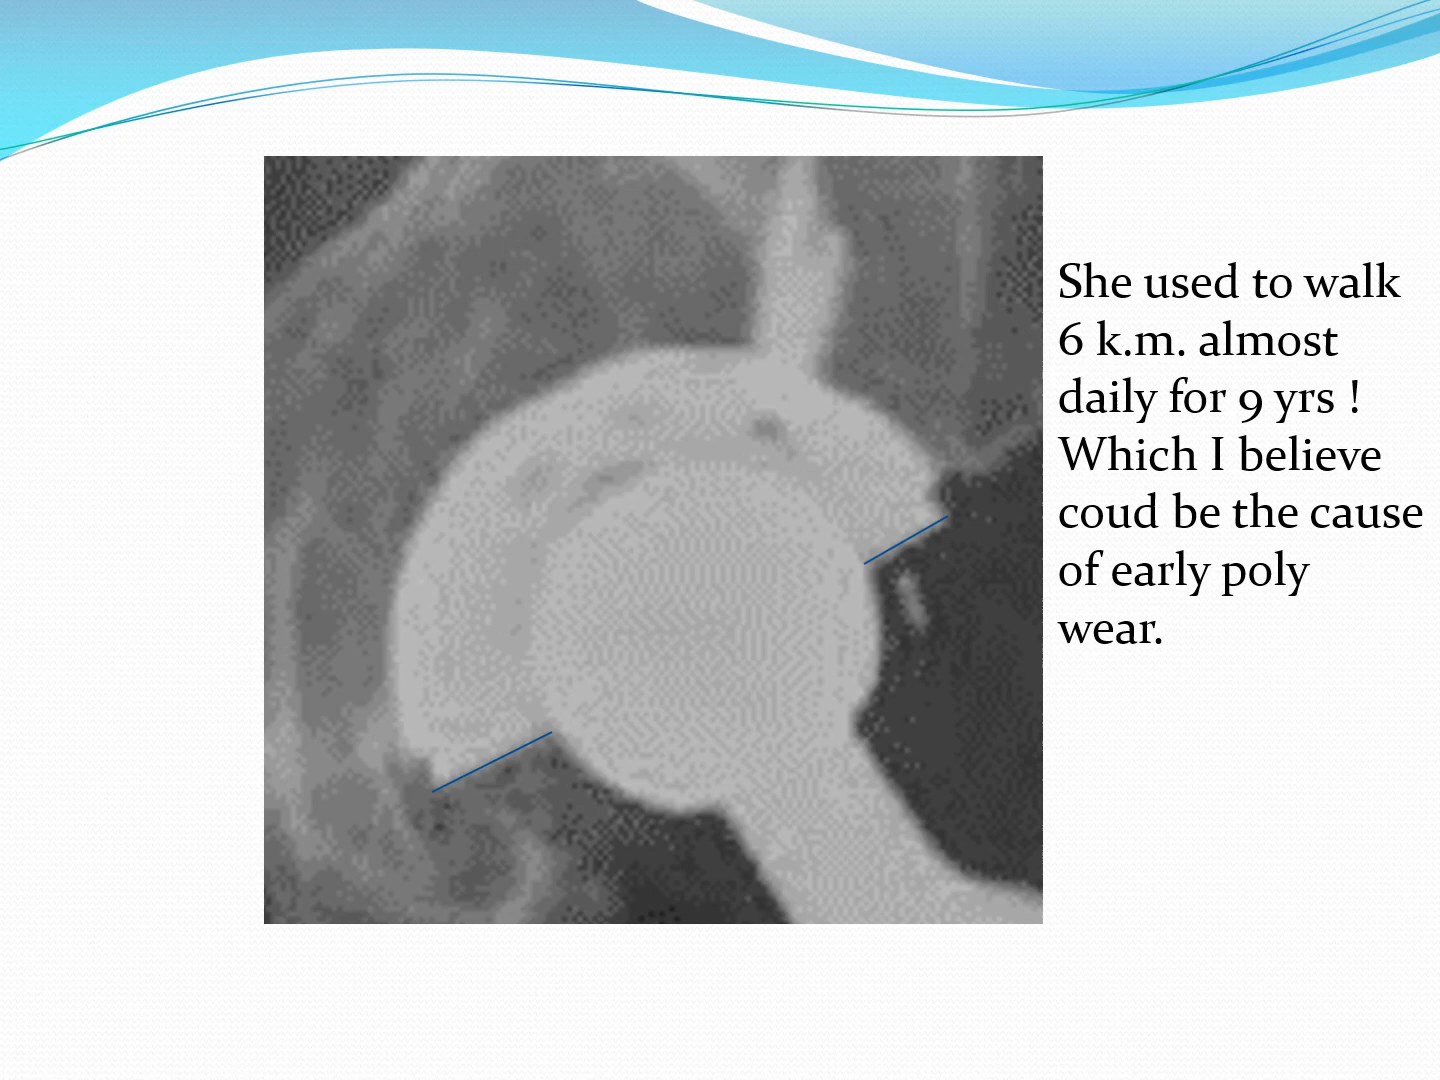 She used to walk
6 k.m. almost
daily for 9 yrs !
Which I believe
coud be the cause
of early poly
wear.